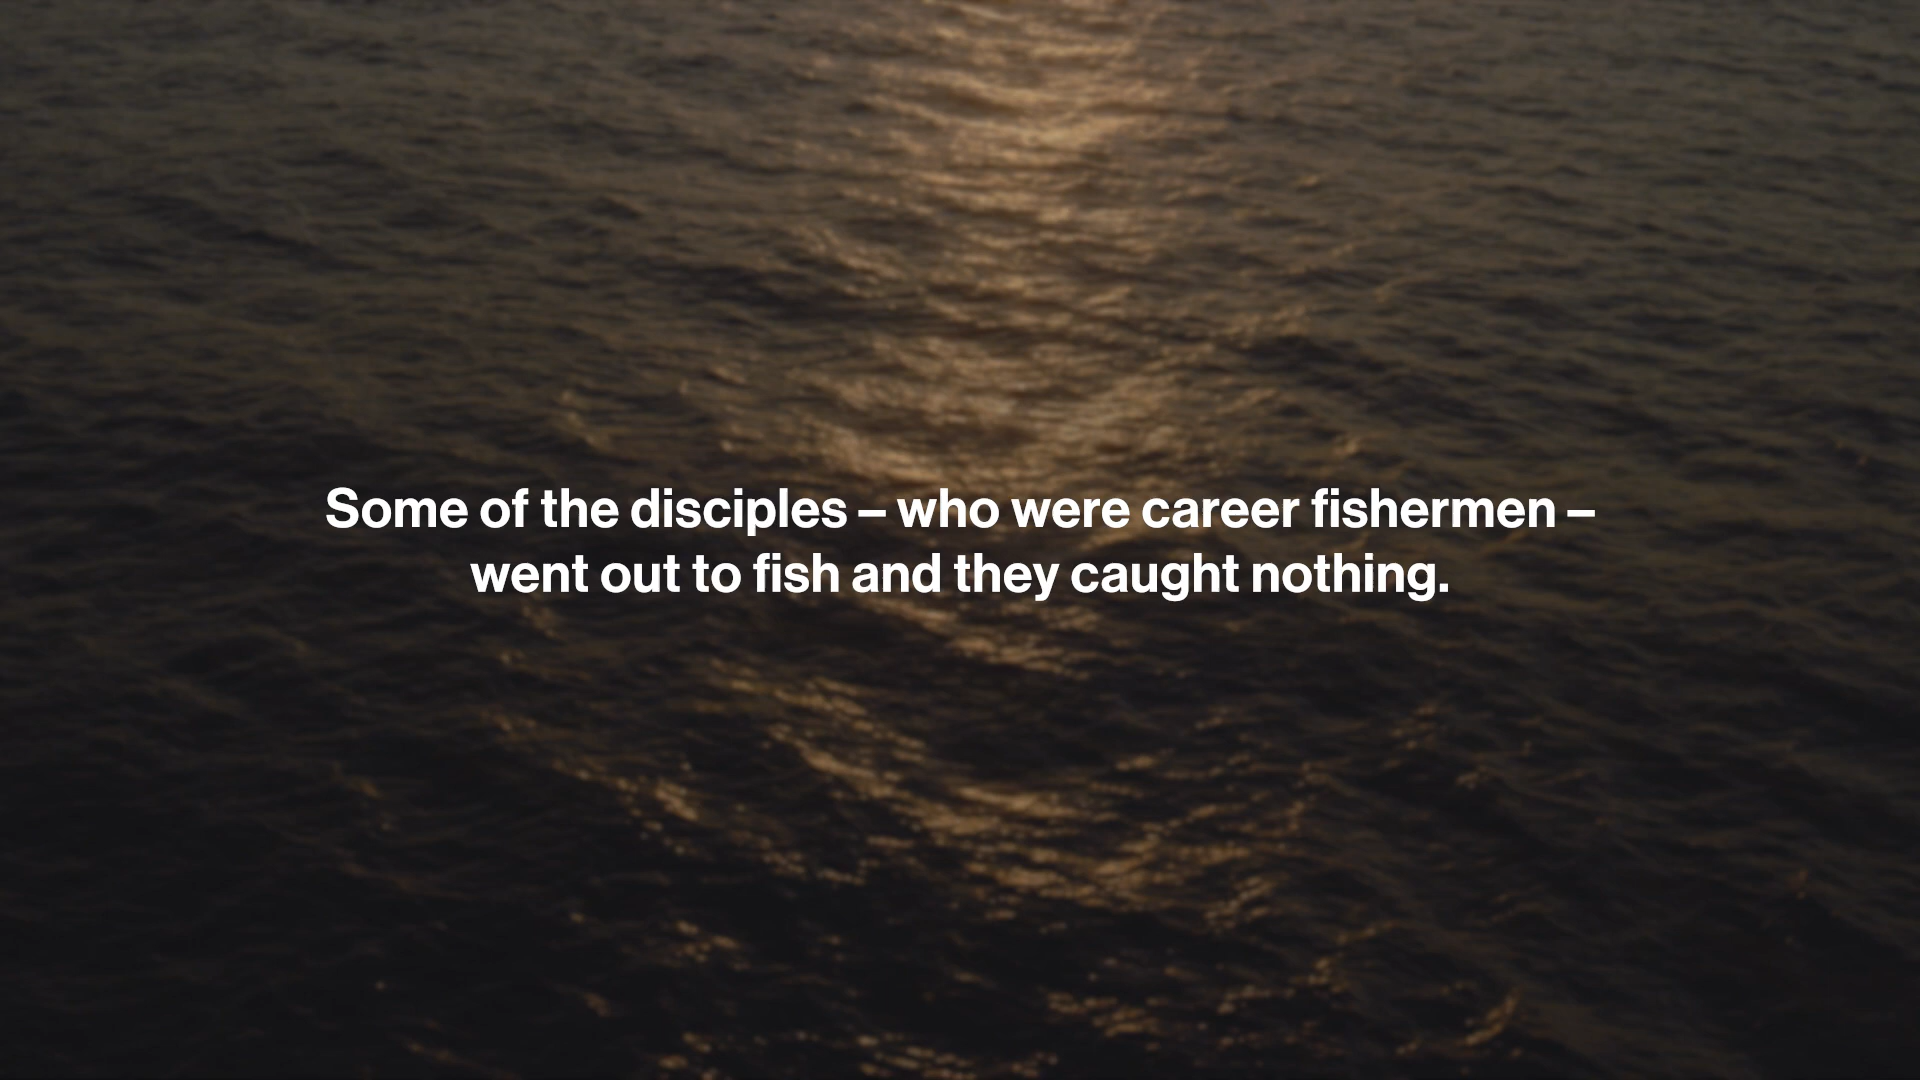 Some of the disciples – who were career fishermen –
went out to fish and they caught nothing.